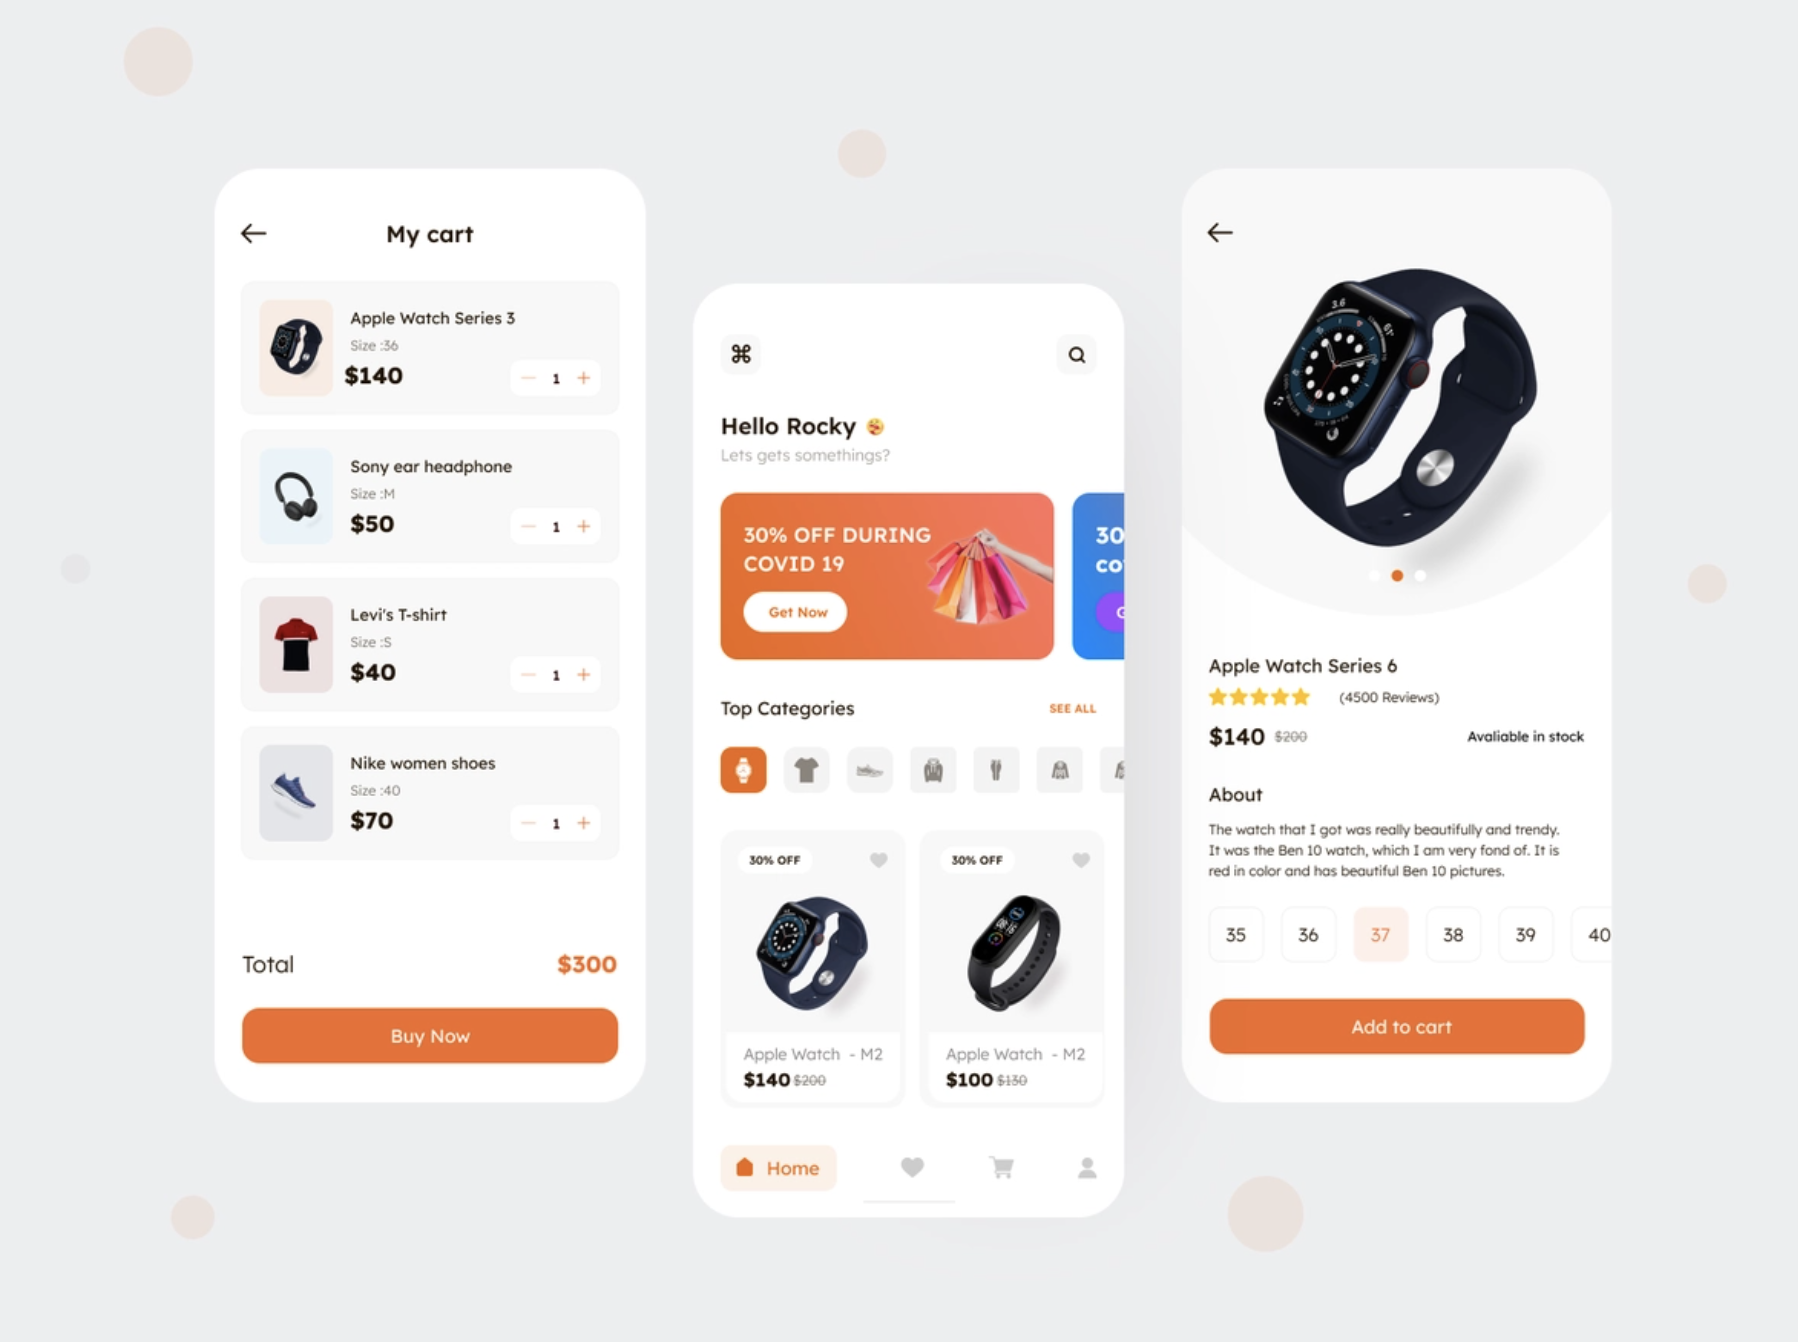 My cart
Apple Watch Series 3
Size :36
$140
1
Sony ear headphone
Size :M
$50
1
Levi's T-shirt
Size :S
$40
1
Nike women shoes
Size :40
$70
1
Total
$300
Buy Now
Hello Rocky
Lets gets somethings?
30% OFF DURING
COVID 19
Get Now
30
co
G
Top Categories
SEE ALL
30% OFF
30% OFF
Apple Watch - M2
$140 $200
Apple Watch - M2
$100 $130
Home
Apple Watch Series 6
(4500 Reviews)
$140 $200
Avaliable in stock
About
The watch that I got was really beautifully and trendy.
It was the Ben 10 watch, which I am very fond of. It is
red in color and has beautiful Ben 10 pictures.
35 36 37 38 39 40
Add to cart